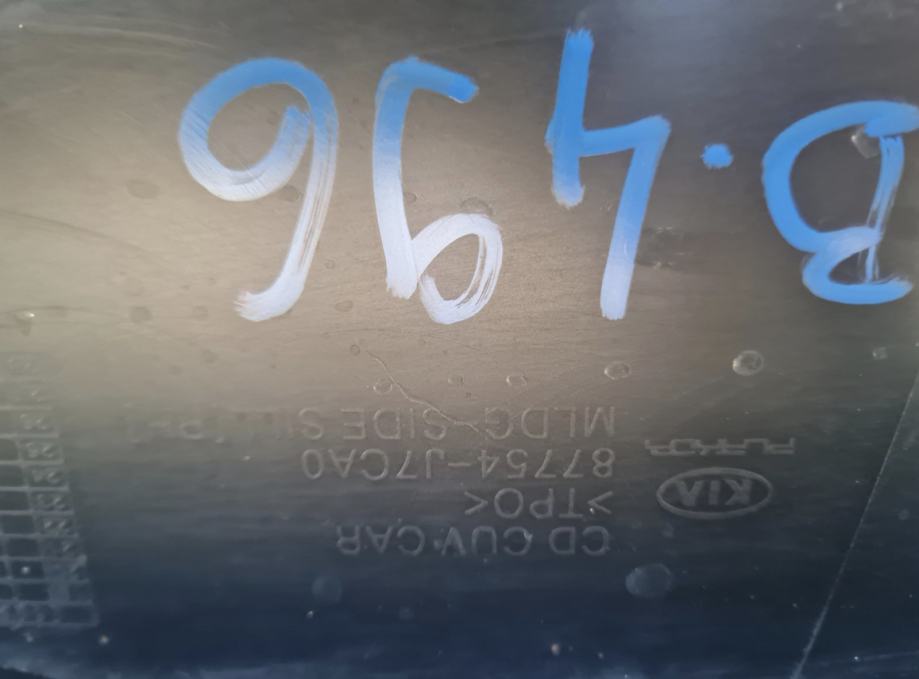 CD CUV CAR
KIA
>TPO<
87754-J7CA0
MLDG-SIDE
B.496